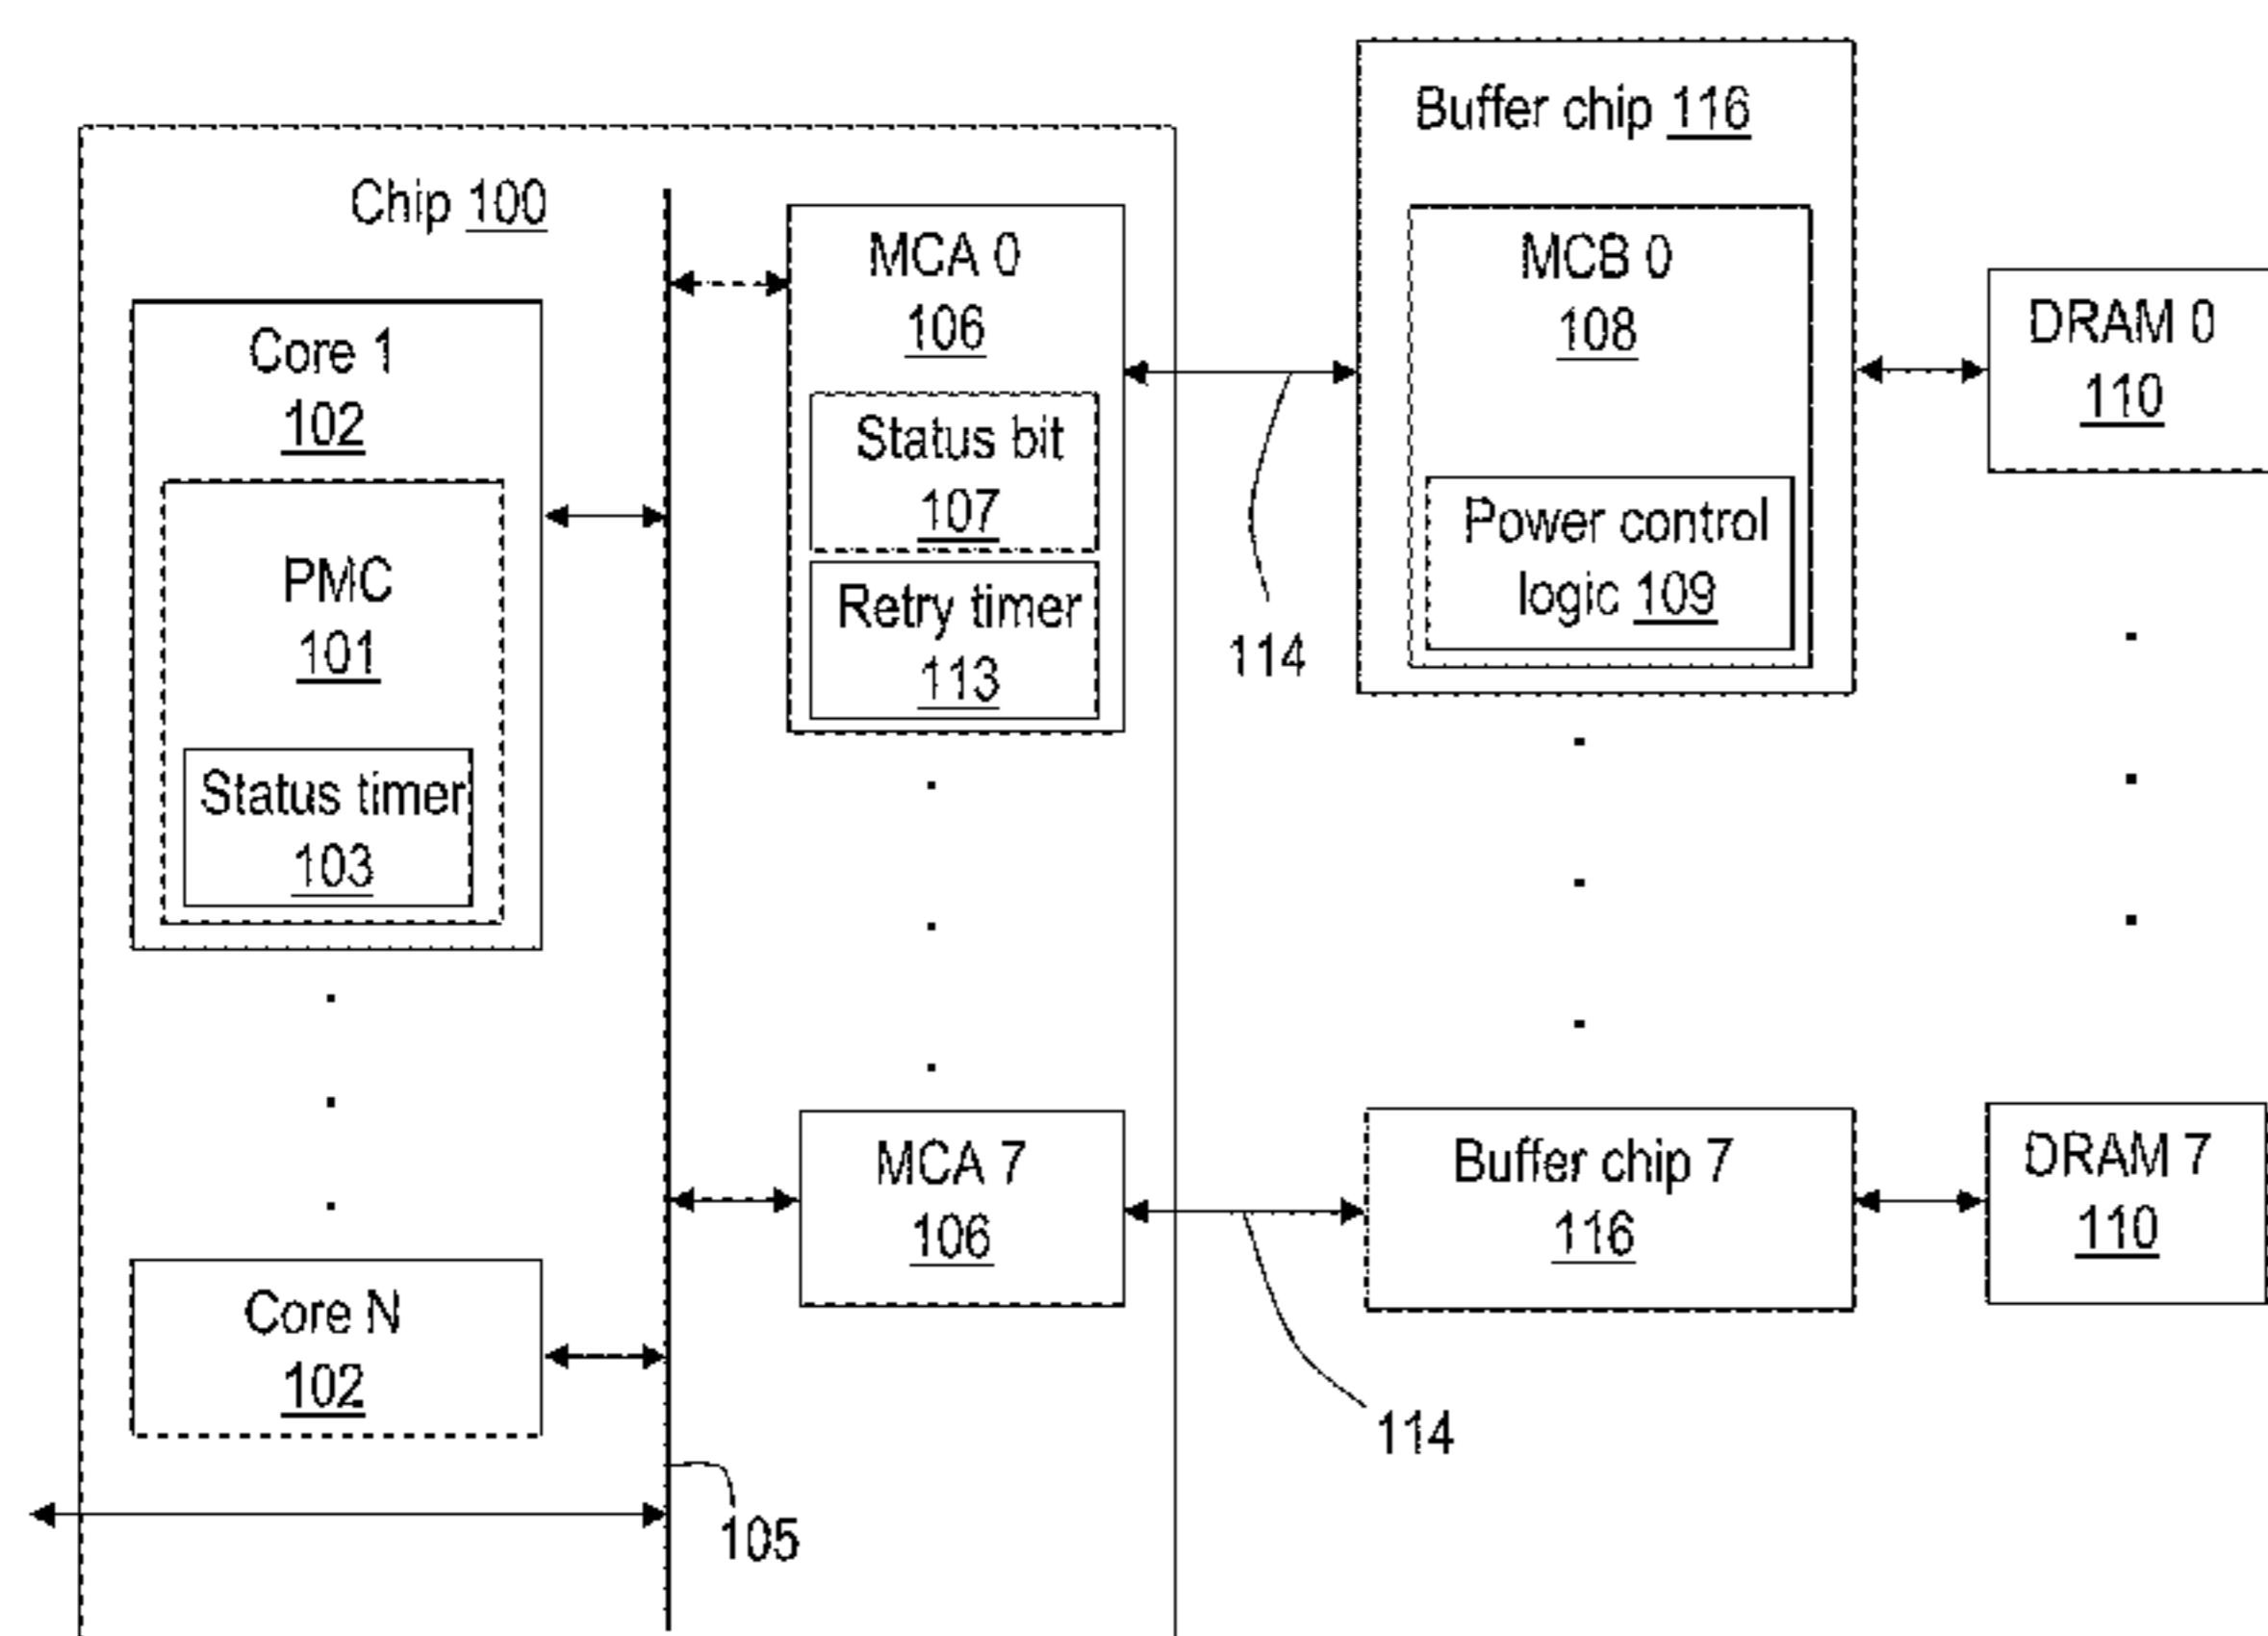 Chip 100
Core 1
102
PMC
101
Status timer
103
Core N
102
105
MCA 0
106
Status bit
107
Retry timer
113
MCA 7
106
114
114
Buffer chip 116
MCB 0
108
Power control
logic 109
Buffer chip 7
116
DRAM 0
110
DRAM 7
110